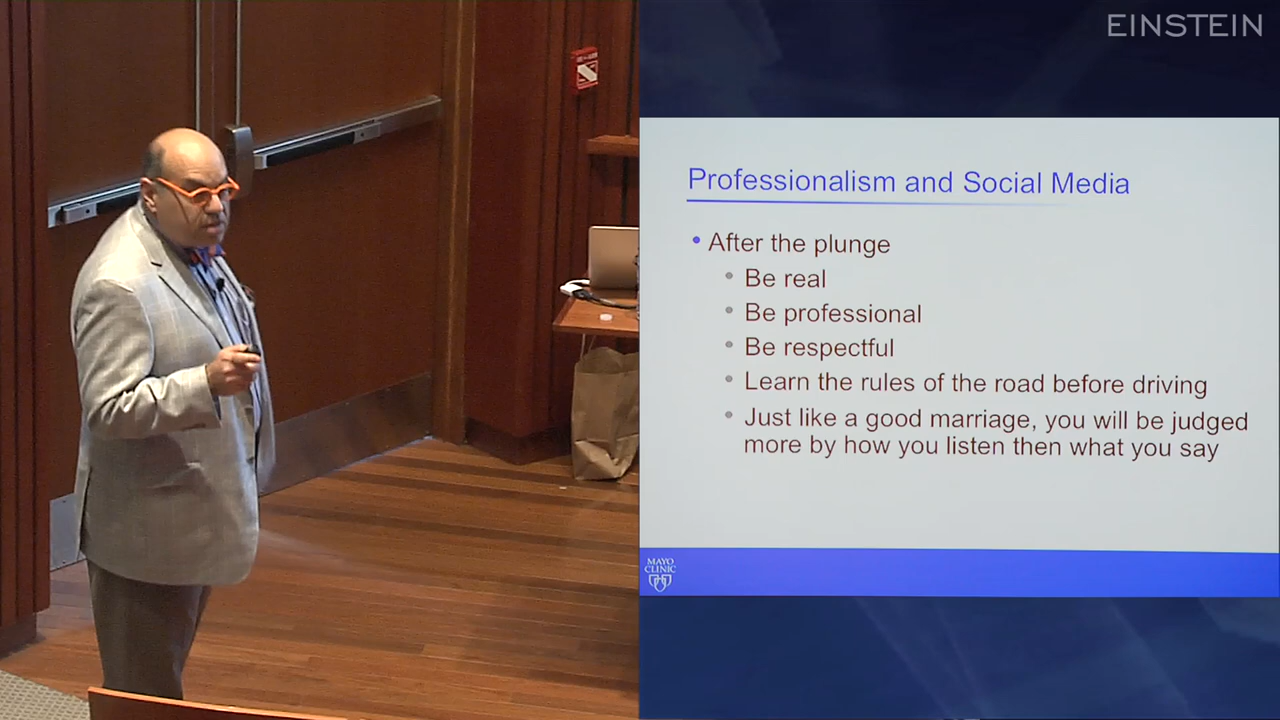 EINSTEIN
Professionalism and Social Media
• After the plunge
• Be real
• Be professional
• Be respectful
• Learn the rules of the road before driving
• Just like a good marriage, you will be judged
more by how you listen then what you say
MAYO
CLINIC